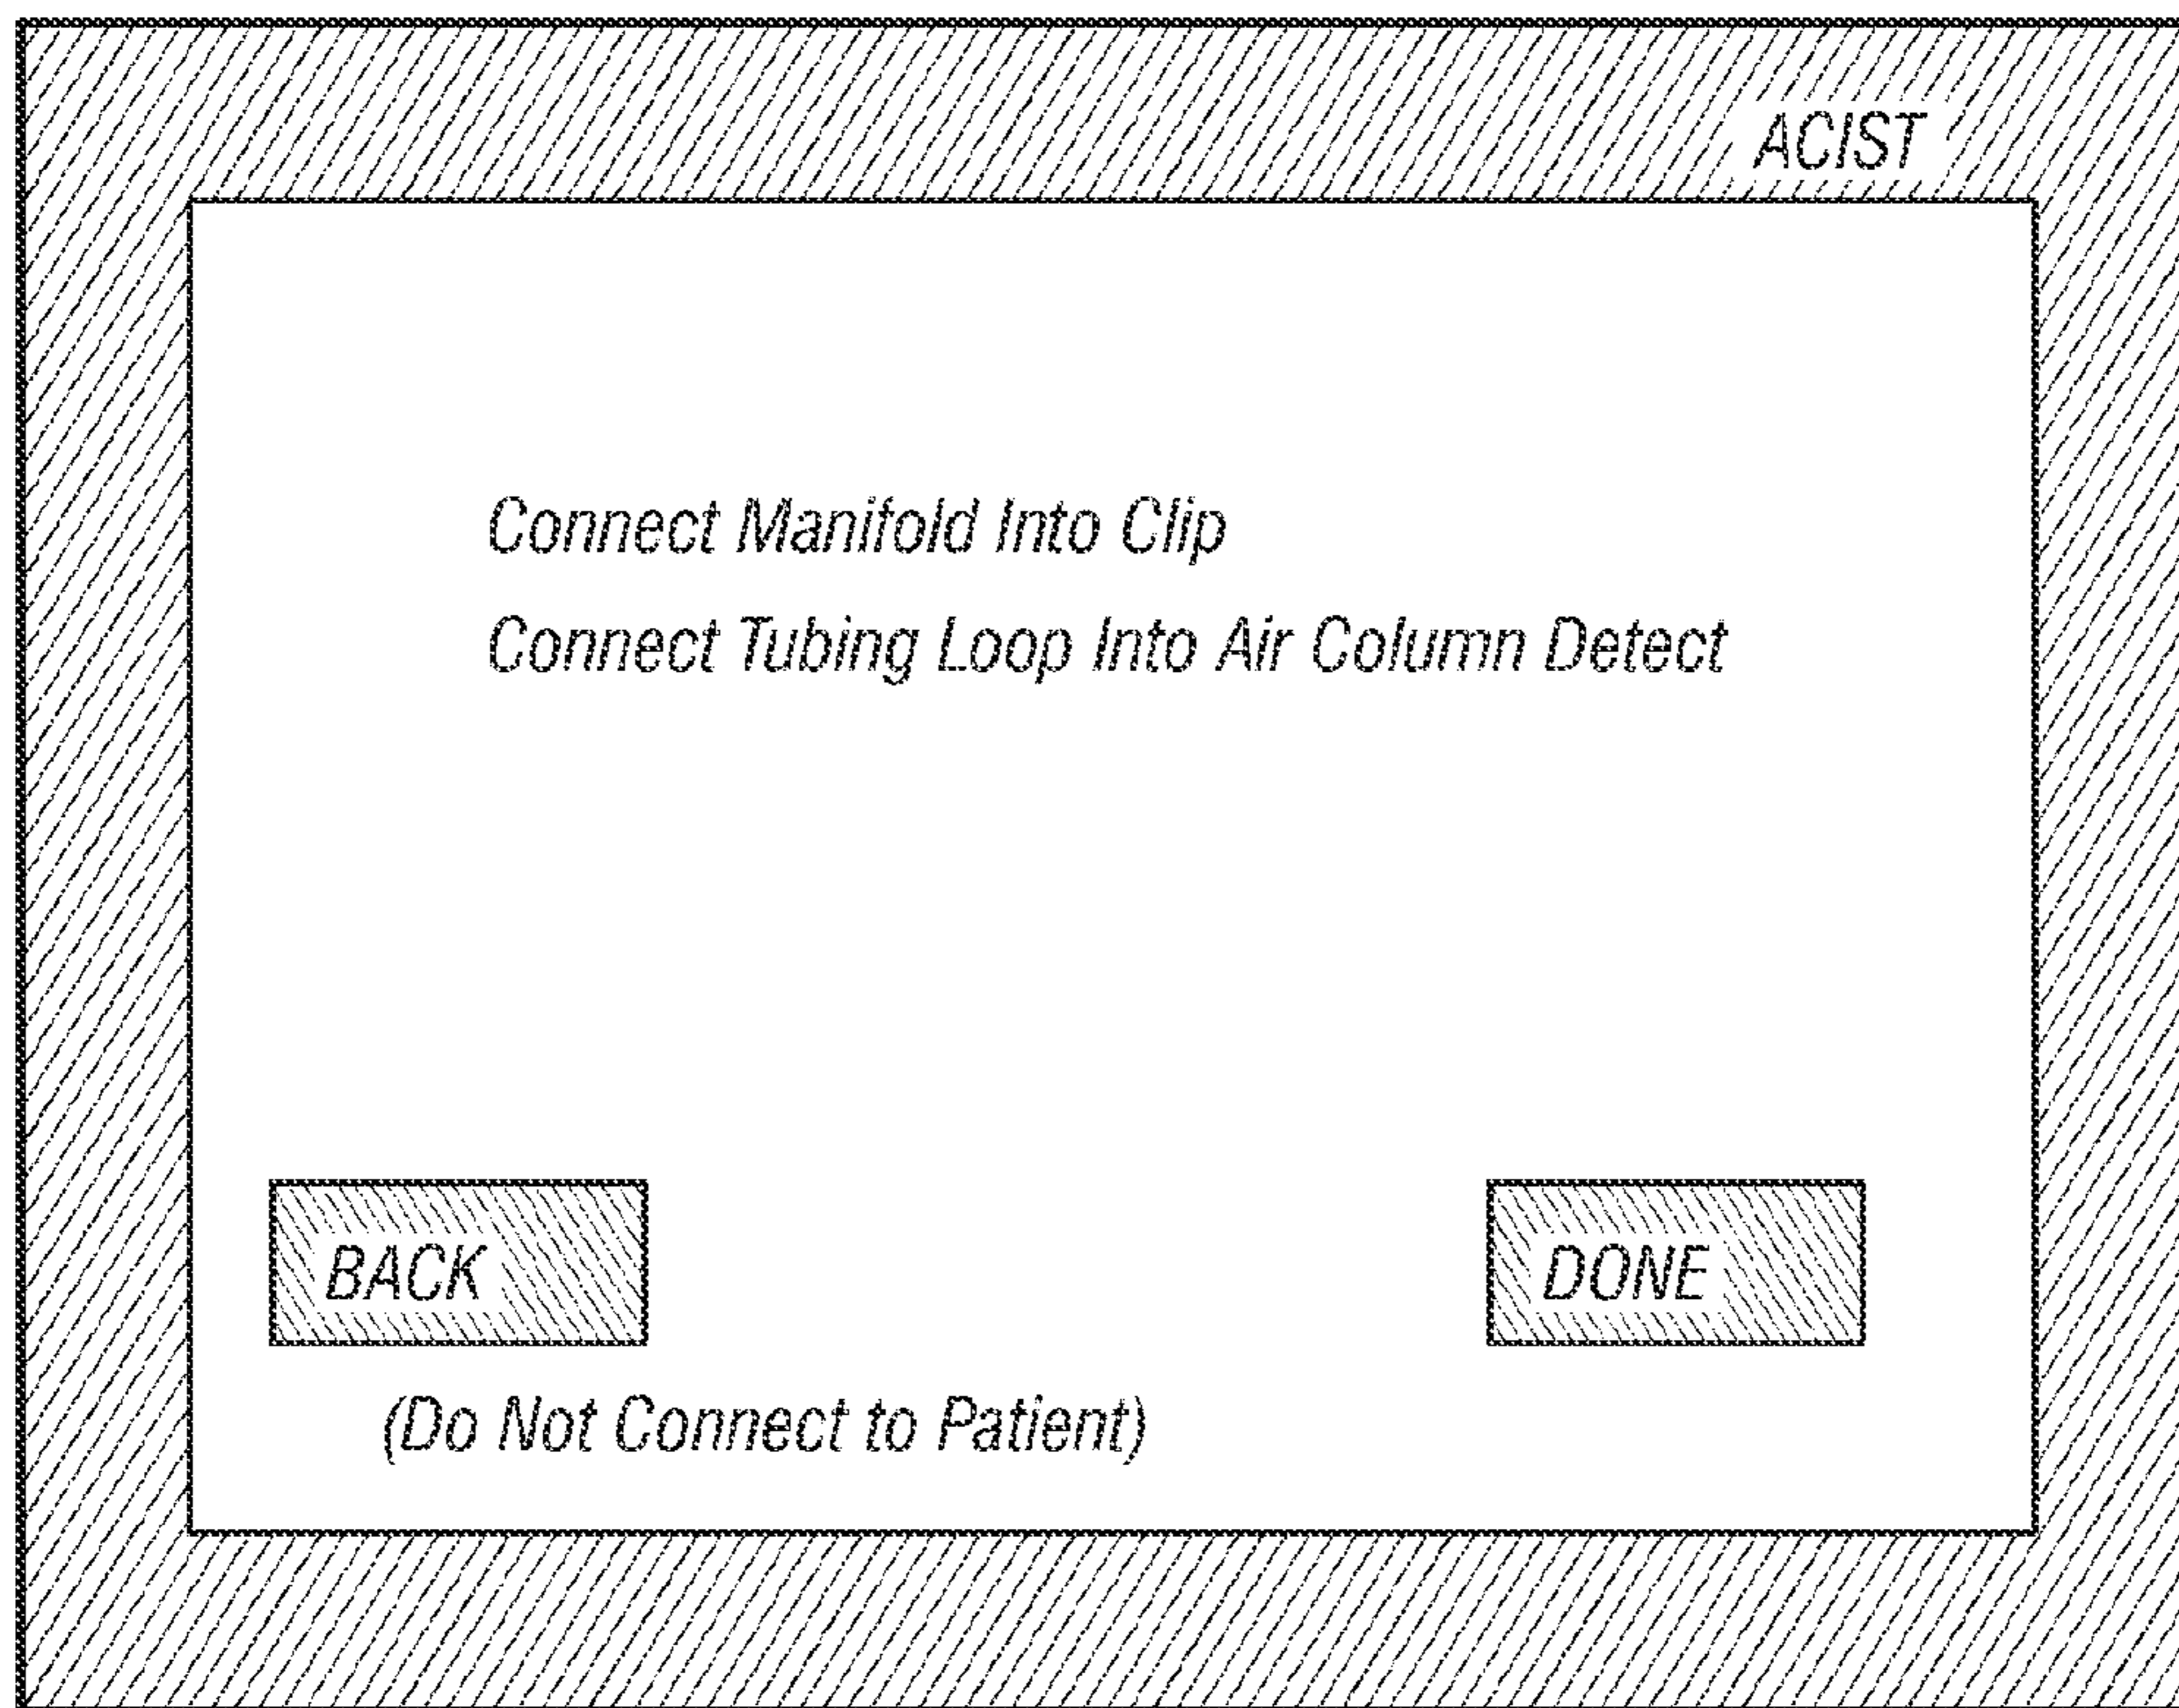 ACIST
Connect Manifold Into Clip
Connect Tubing Loop Into Air Column Detect
BACK
DONE
(Do Not Connect to Patient)